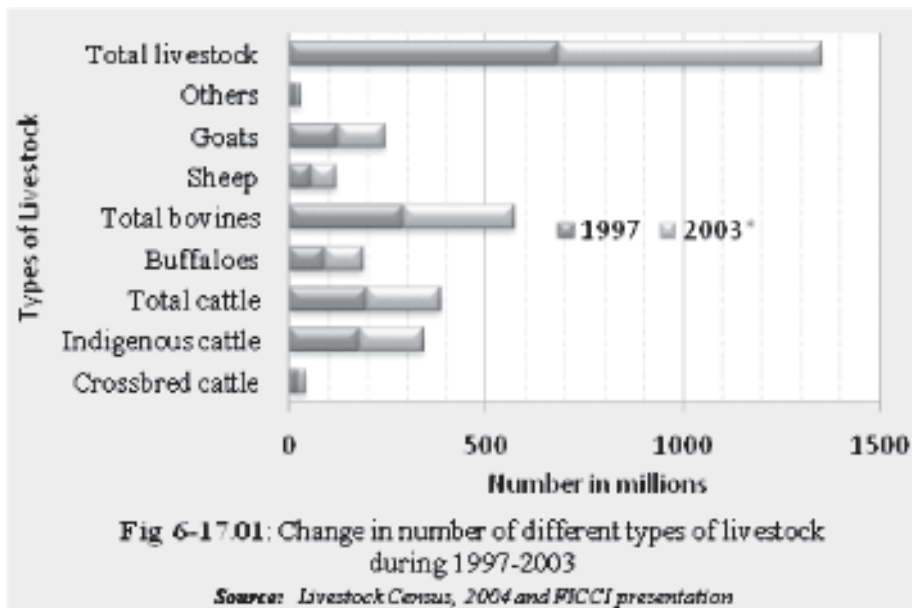 Types of Livestock
Total livestock
Others
Goats
Sheep
Total bovines
Buffaloes
Total cattle
Indigenous cattle
Crossbred cattle
1997 2003*
0 500 1000 1500
Number in millions
Fig 6-17.01: Change in number of different types of livestock
during 1997-2003
Source: Livestock Census, 2004 and FICCI presentation